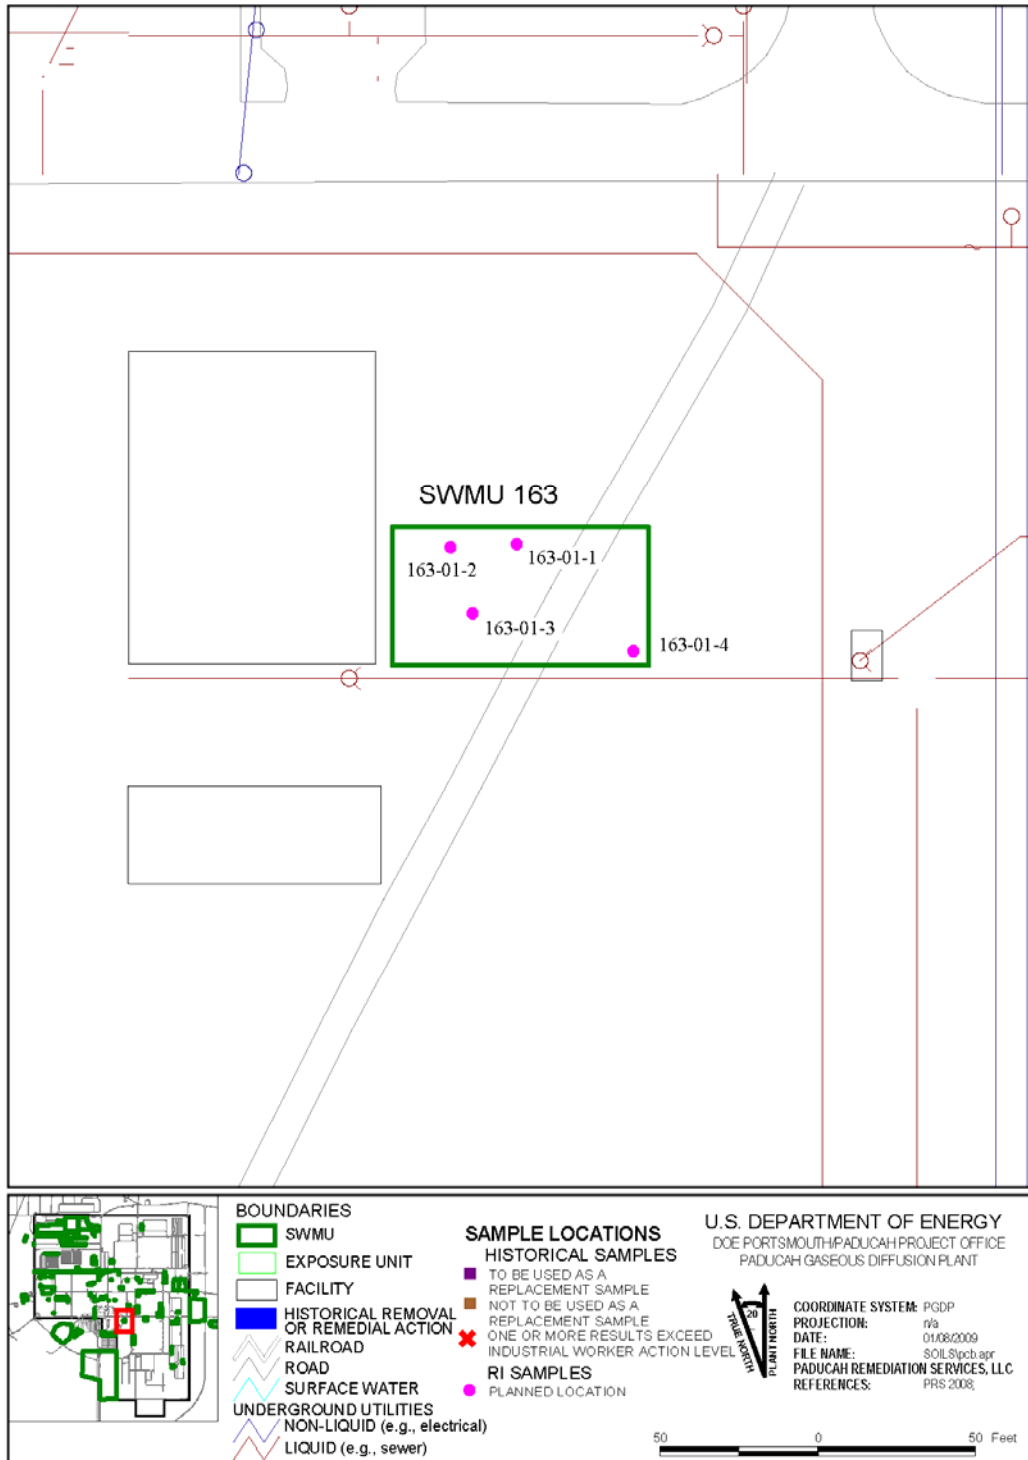 SWMU 163
163-01-2
163-01-1
163-01-3
163-01-4
BOUNDARIES
SWMU
EXPOSURE UNIT
FACILITY
HISTORICAL REMOVAL
OR REMEDIAL ACTION
RAILROAD
ROAD
SURFACE WATER
UNDERGROUND UTILITIES
NON-LIQUID (e.g., electrical)
LIQUID (e.g., sewer)
SAMPLE LOCATIONS
HISTORICAL SAMPLES
TO BE USED AS A
REPLACEMENT SAMPLE
NOT TO BE USED AS A
REPLACEMENT SAMPLE
ONE OR MORE RESULTS EXCEED
INDUSTRIAL WORKER ACTION LEVEL
RI SAMPLES
PLANNED LOCATION
U.S. DEPARTMENT OF ENERGY
DOE PORTSMOUTH/PADUCAH PROJECT OFFICE
PADUCAH GASEOUS DIFFUSION PLANT
20
TRUE NORTH
PLANT NORTH
COORDINATE SYSTEM: PGDP
PROJECTION: n/a
DATE: 01/08/2009
FILE NAME: SOILS\pcb.apr
PADUCAH REMEDIATION SERVICES, LLC
REFERENCES: PRS 2008;
50 0 50 Feet